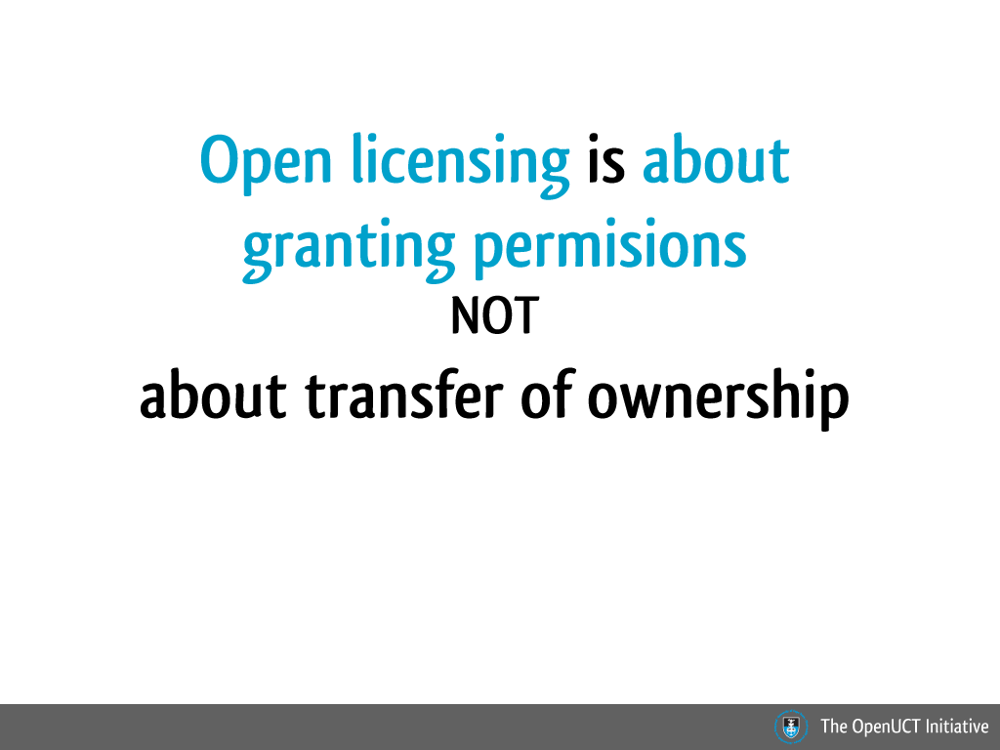 Open licensing is about
granting permisions
NOT
about transfer of ownership
The OpenUCT Initiative